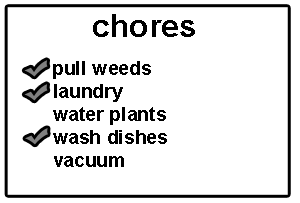 chores
pull weeds
laundry
water plants
wash dishes
vacuum